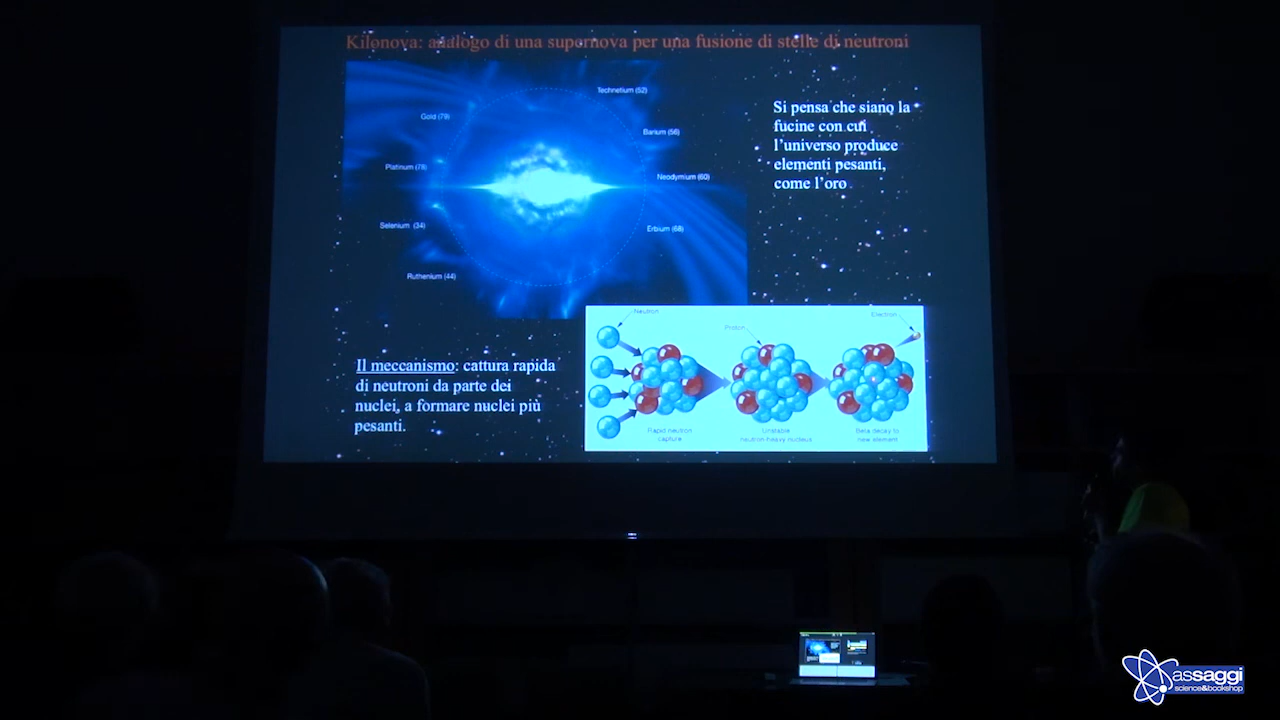 Kilonova: analogo di una supernova per una fusione di stelle di neutroni
Technetium (52)
Gold (79)
Barium (56)
Platinum (78)
Neodymium (60)
Selenium (34)
Erbium (68)
Ruthenium (44)
Si pensa che siano la
fucine con cui
l'universo produce
elementi pesanti,
come l'oro
Il meccanismo: cattura rapida
di neutroni da parte dei
nuclei, a formare nuclei più
pesanti.
Neutron
Proton
Electron
Rapid neutron
capture
Unstable
neutron-heavy nucleus
Beta decay to
new element
assaggi
science&bookshop